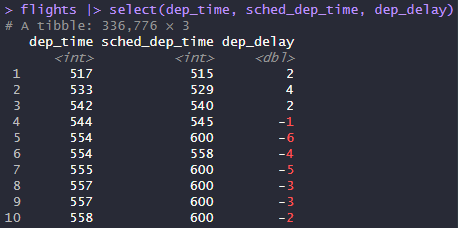 > flights |> select(dep_time, sched_dep_time, dep_delay)
# A tibble: 336,776 × 3
dep_time sched_dep_time dep_delay
<int> <int> <dbl>
1 517 515 2
2 533 529 4
3 542 540 2
4 544 545 -1
5 554 600 -6
6 554 558 -4
7 555 600 -5
8 557 600 -3
9 557 600 -3
10 558 600 -2